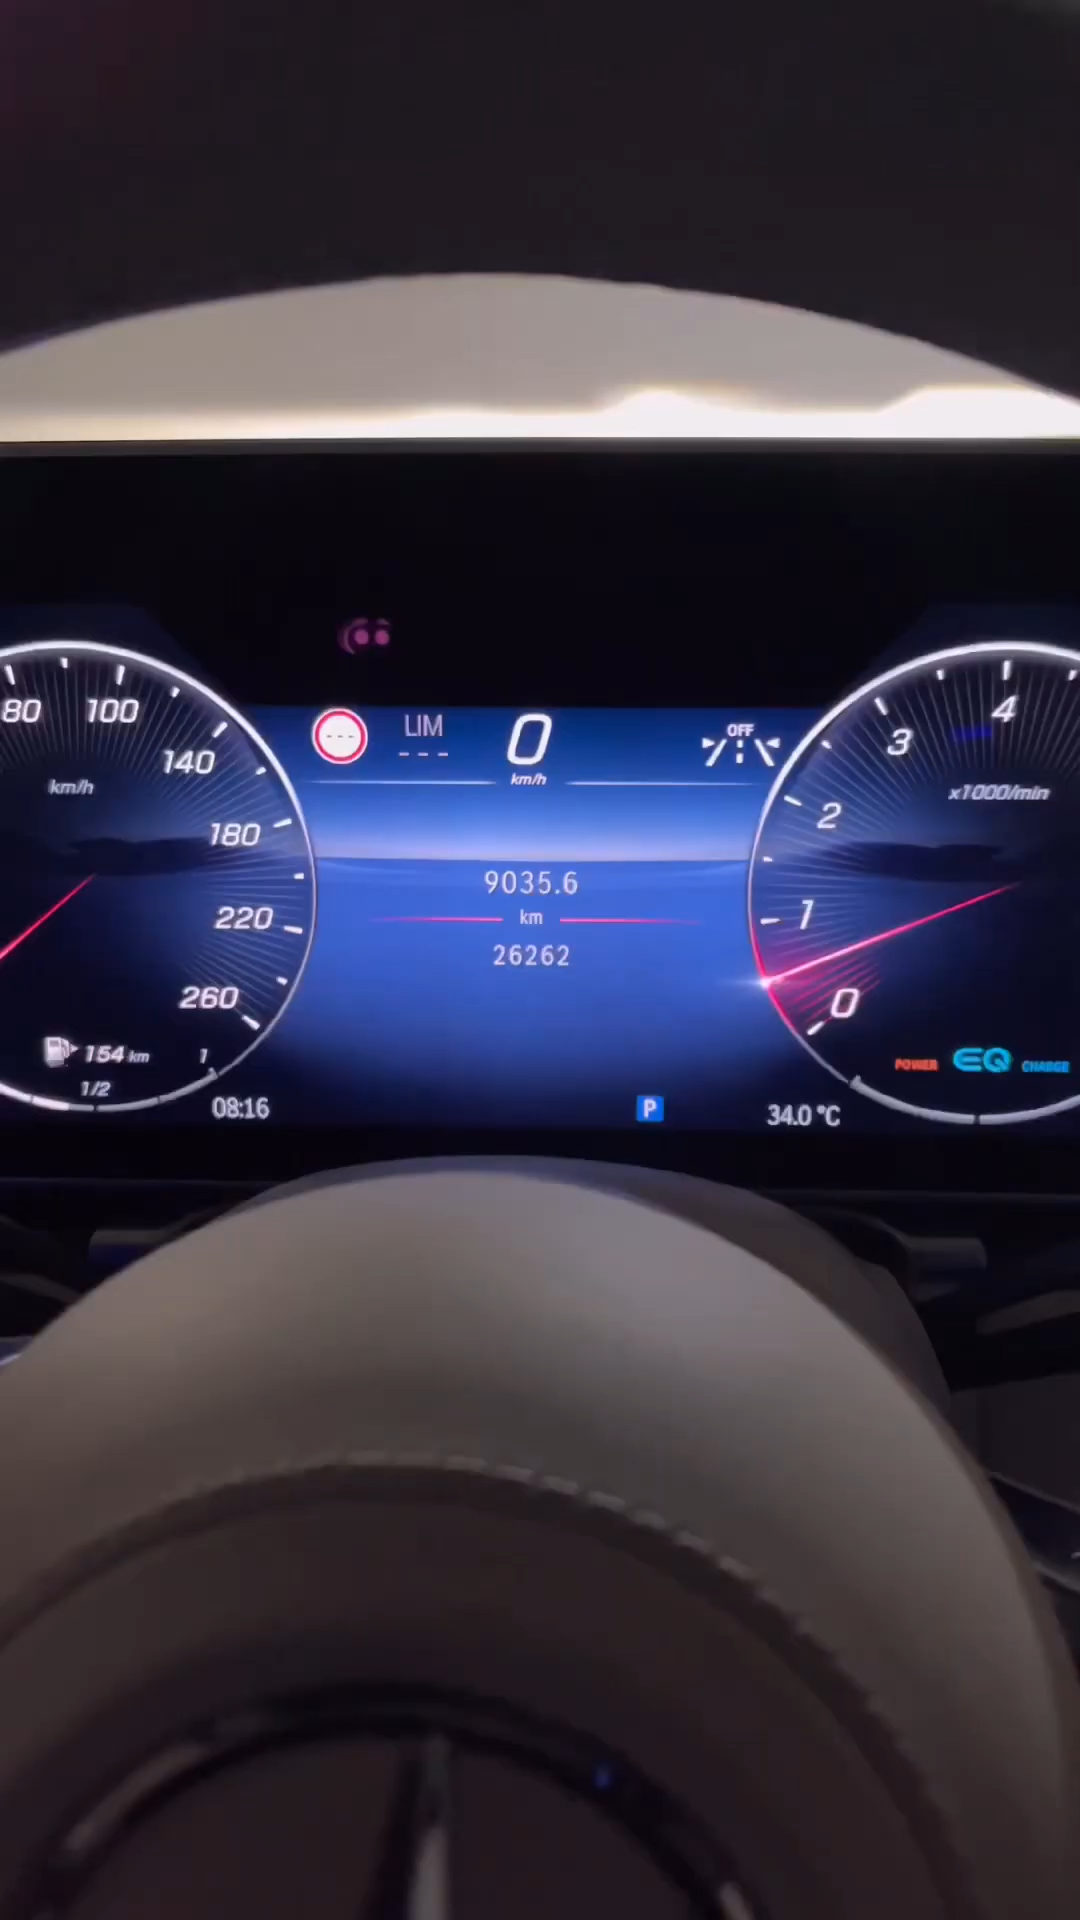 80 100 140 180 220 260
km/h
154 km
1/2
1
08:16
- - -
LIM
- - -
0
km/h
OFF
9035.6
km
26262
P
34.0 °C
0 1 2 3 4
x1000/min
POWER EQ CHARGE